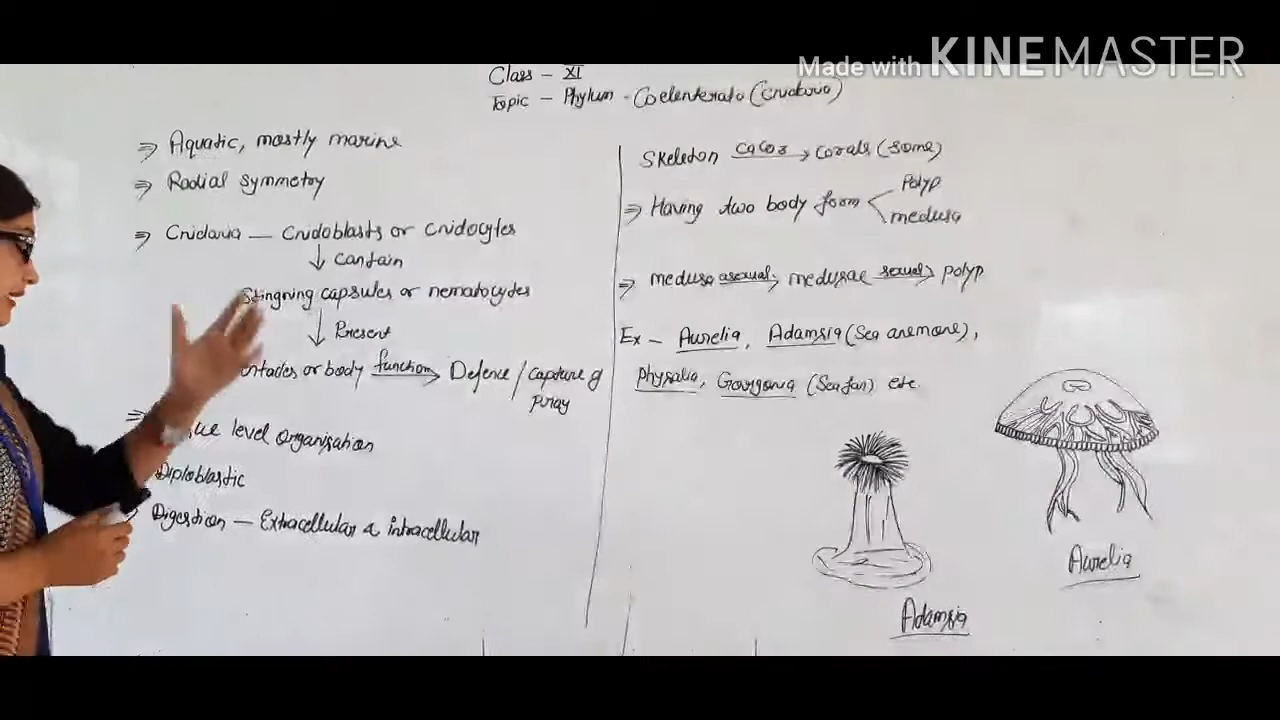 Made with KINEMASTER
Class - XI
Topic - Phylum - Coelenterata (Cnidaria)
⇒ Aquatic, mostly marine
⇒ Radial symmetry
⇒ Cnidaria — Cnidoblasts or Cnidocytes
↓ Contain
Stingning capsules or nematocytes
↓ Present
or body function→ Defence / capture of
pray
⇒ level organisation
Diploblastic
Digestion — Extracellular & intracellular
Skeleton CaCO3→ corals (some)
⇒ Having two body form < Polyp
medusa
⇒ medusa asexual→ medusae sexual→ polyp
Ex - Aurelia, Adamsia (Sea anemone),
Physalia, Gorgonia (Sea fan) etc.
Adamsia
Aurelia